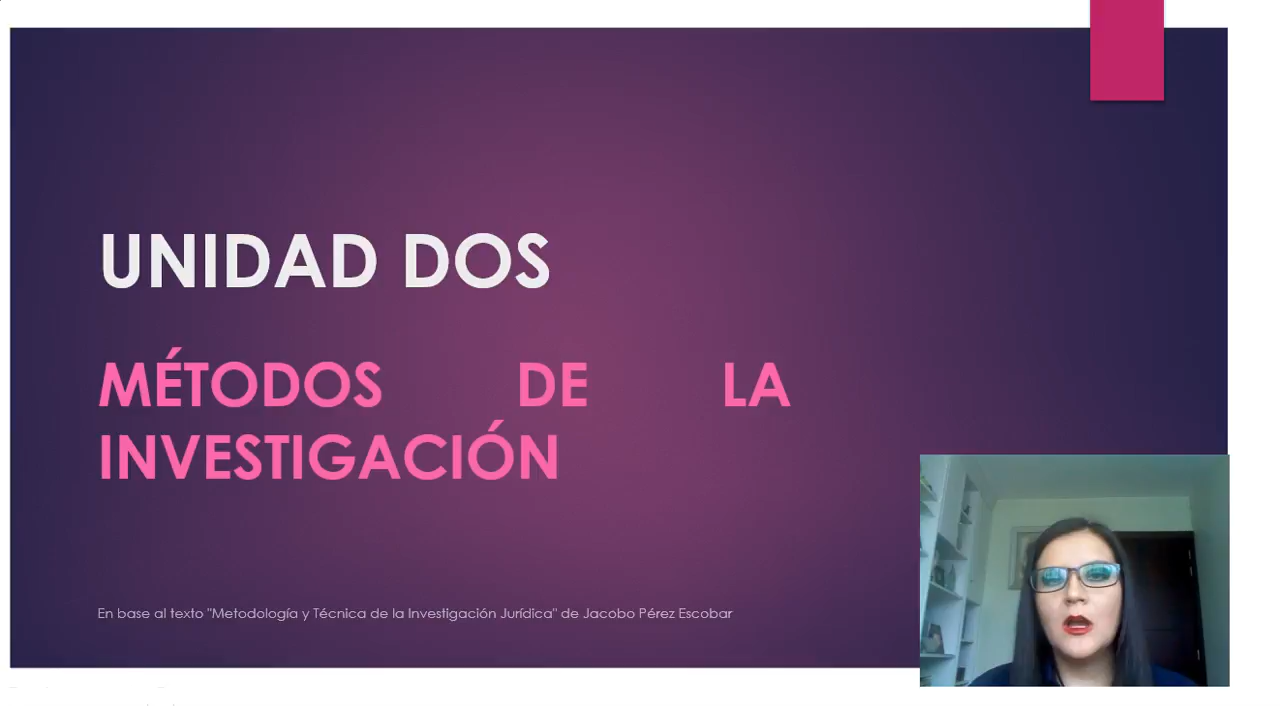 UNIDAD DOS
MÉTODOS DE LA
INVESTIGACIÓN
En base al texto "Metodología y Técnica de la Investigación Jurídica" de Jacobo Pérez Escobar